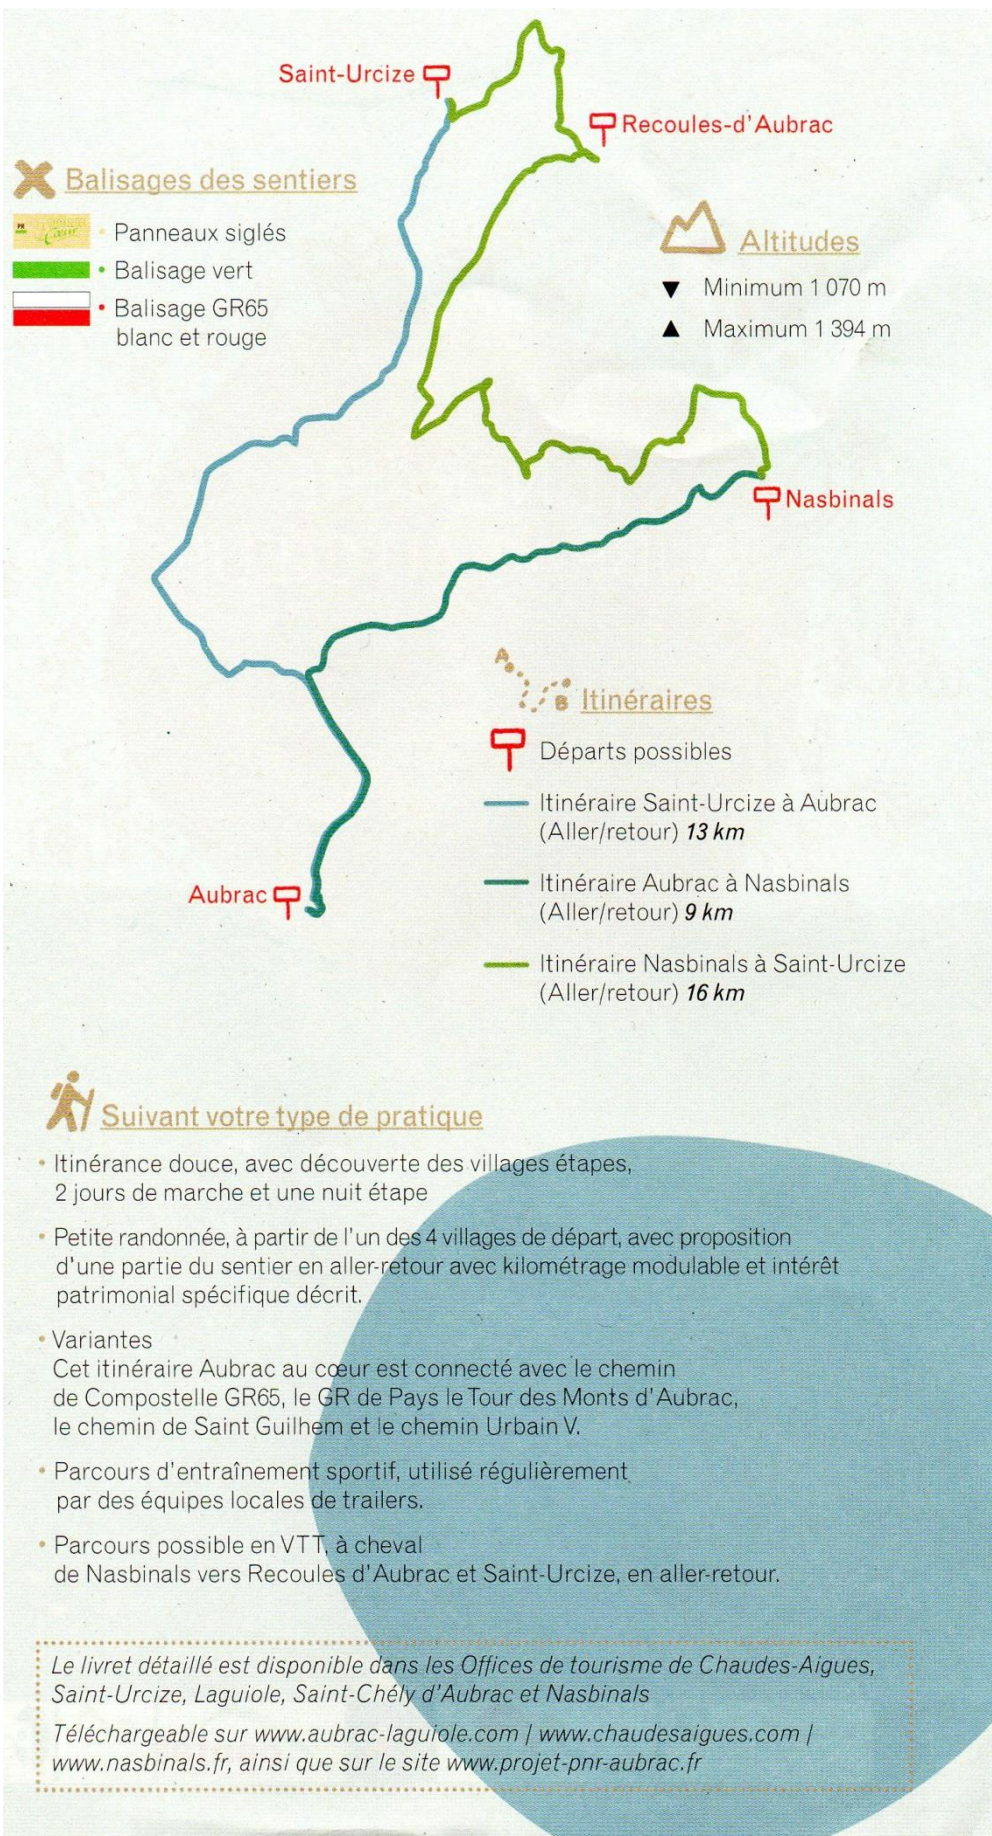 Saint-Urcize
Recoules-d'Aubrac
Balisages des sentiers
PR
Cœur
Panneaux siglés
Balisage vert
Balisage GR65
blanc et rouge
Altitudes
▼ Minimum 1 070 m
▲ Maximum 1 394 m
Nasbinals
Aubrac
A
B
Itinéraires
Départs possibles
Itinéraire Saint-Urcize à Aubrac
(Aller/retour) 13 km
Itinéraire Aubrac à Nasbinals
(Aller/retour) 9 km
Itinéraire Nasbinals à Saint-Urcize
(Aller/retour) 16 km
Suivant votre type de pratique
• Itinérance douce, avec découverte des villages étapes,
2 jours de marche et une nuit étape
• Petite randonnée, à partir de l'un des 4 villages de départ, avec proposition
d'une partie du sentier en aller-retour avec kilométrage modulable et intérêt
patrimonial spécifique décrit.
• Variantes
Cet itinéraire Aubrac au cœur est connecté avec le chemin
de Compostelle GR65, le GR de Pays le Tour des Monts d'Aubrac,
le chemin de Saint Guilhem et le chemin Urbain V.
• Parcours d'entraînement sportif, utilisé régulièrement
par des équipes locales de trailers.
• Parcours possible en VTT, à cheval
de Nasbinals vers Recoules d'Aubrac et Saint-Urcize, en aller-retour.
Le livret détaillé est disponible dans les Offices de tourisme de Chaudes-Aigues,
Saint-Urcize, Laguiole, Saint-Chély d'Aubrac et Nasbinals
Téléchargeable sur www.aubrac-laguiole.com | www.chaudesaigues.com |
www.nasbinals.fr, ainsi que sur le site www.projet-pnr-aubrac.fr